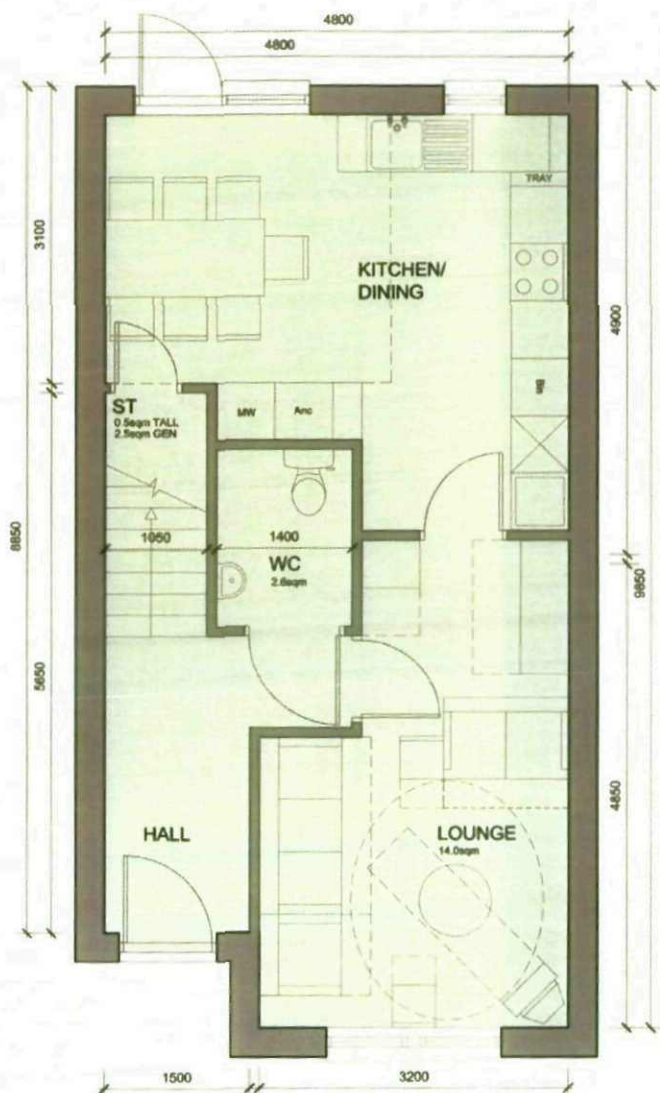 4800
4800
3100
TRAY
KITCHEN/
DINING
4900
Bin
ST
0.5sqm TALL
2.5sqm GEN
MW
Anc
8850
1050
1400
WC
2.6sqm
9850
5650
4850
HALL
LOUNGE
14.0sqm
1500
3200